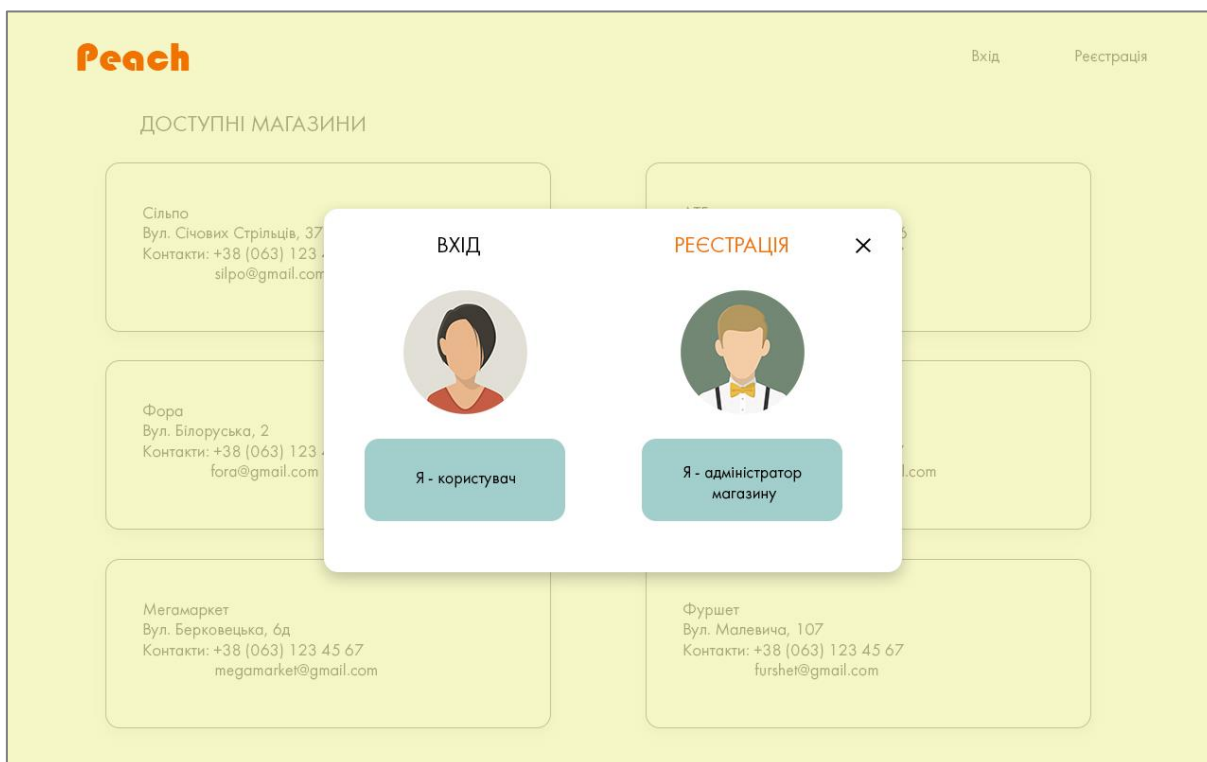 Peach
Вхід
Реєстрація
ДОСТУПНІ МАГАЗИНИ
Сільпо
Вул. Січових Стрільців, 37
Контакти: +38 (063) 123
silpo@gmail.com
ВХІД
РЕЄСТРАЦІЯ
Я - користувач
Я - адміністратор
магазину
Фора
Вул. Білоруська, 2
Контакти: +38 (063) 123
fora@gmail.com
l.com
Мегамаркет
Вул. Берковецька, 6д
Контакти: +38 (063) 123 45 67
megamarket@gmail.com
Фуршет
Вул. Малевича, 107
Контакти: +38 (063) 123 45 67
furshet@gmail.com